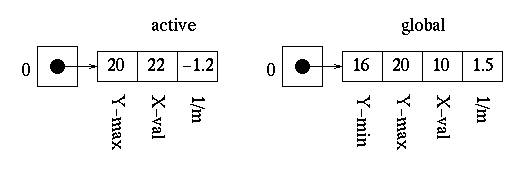 active
global
0
20 22 −1.2
Y-max X-val 1/m
0
16 20 10 1.5
Y-min Y-max X-val 1/m